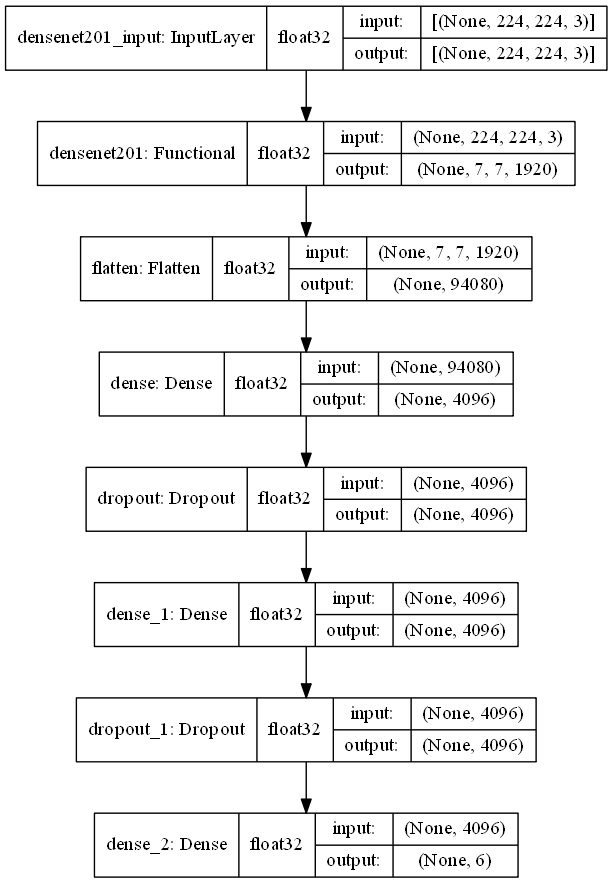 densenet201_input: InputLayer float32 input: [(None, 224, 224, 3)]
output: [(None, 224, 224, 3)]
densenet201: Functional float32 input: (None, 224, 224, 3)
output: (None, 7, 7, 1920)
flatten: Flatten float32 input: (None, 7, 7, 1920)
output: (None, 94080)
dense: Dense float32 input: (None, 94080)
output: (None, 4096)
dropout: Dropout float32 input: (None, 4096)
output: (None, 4096)
dense_1: Dense float32 input: (None, 4096)
output: (None, 4096)
dropout_1: Dropout float32 input: (None, 4096)
output: (None, 4096)
dense_2: Dense float32 input: (None, 4096)
output: (None, 6)